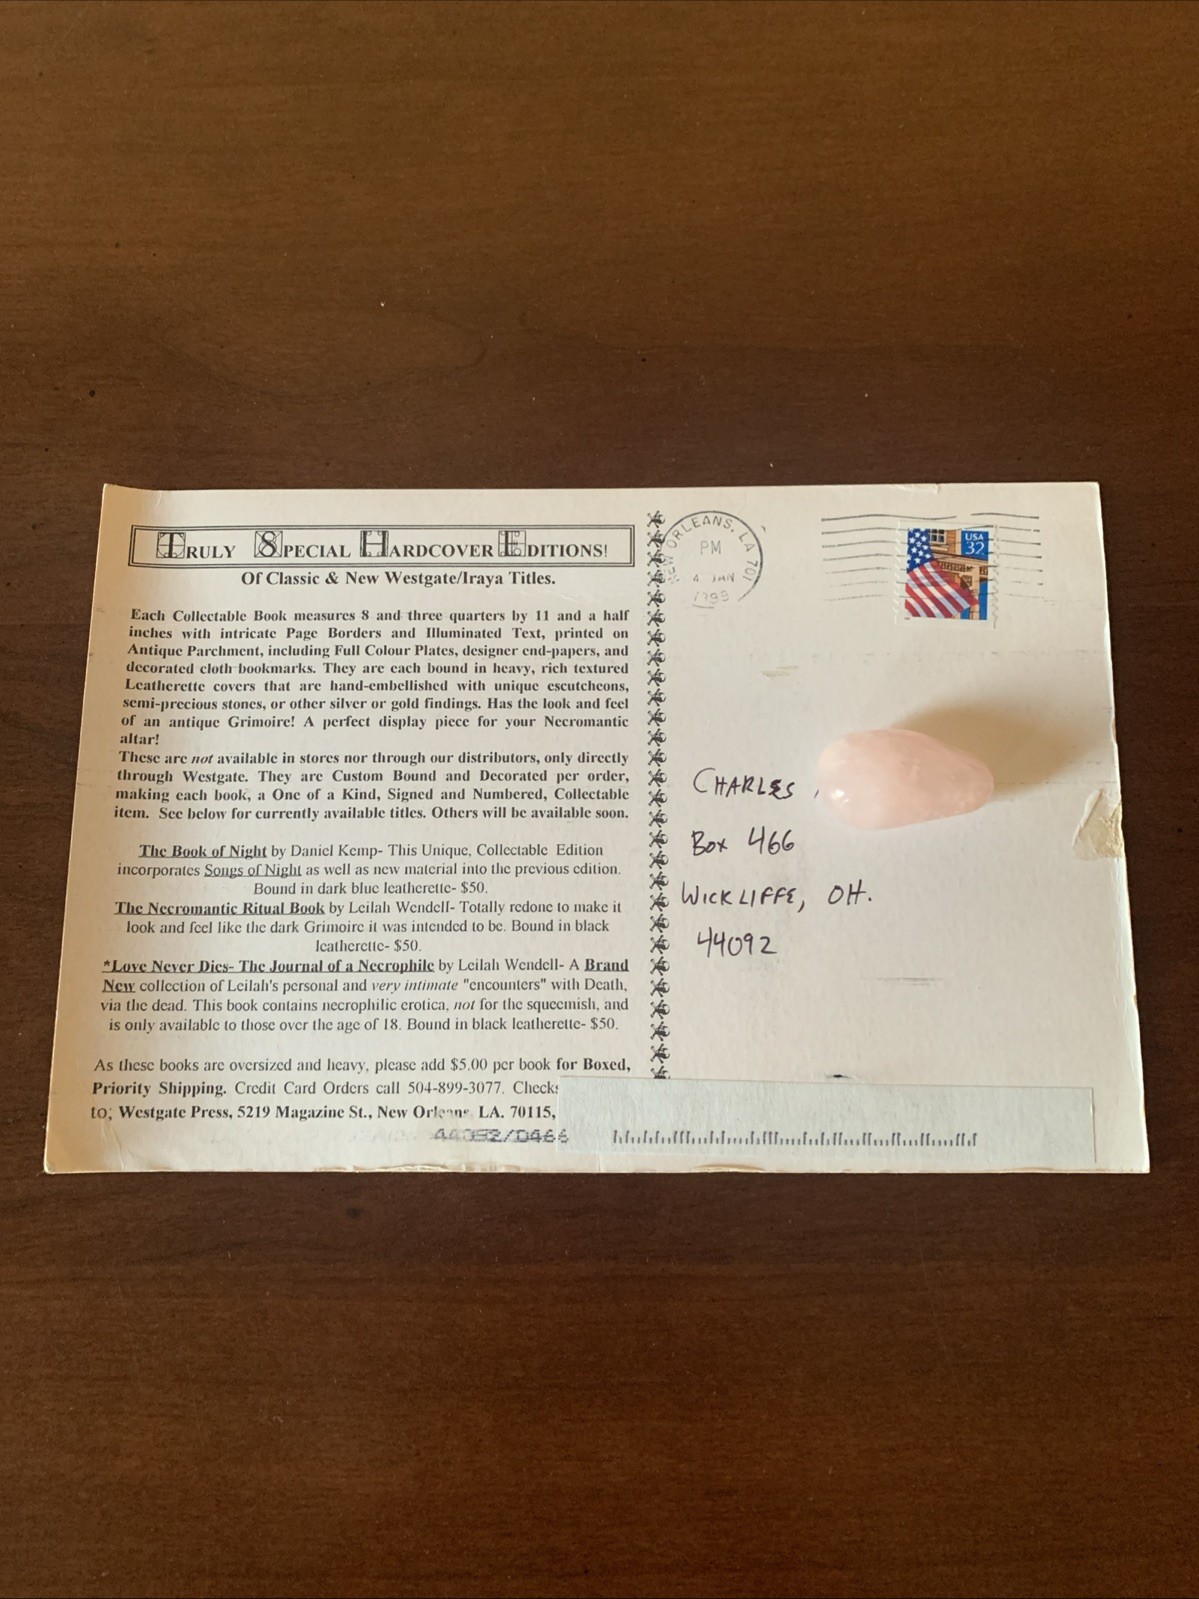 TRULY SPECIAL HARDCOVER EDITIONS!
Of Classic & New Westgate/Iraya Titles.
Each Collectable Book measures 8 and three quarters by 11 and a half
inches with intricate Page Borders and Illuminated Text, printed on
Antique Parchment, including Full Colour Plates, designer end-papers, and
decorated cloth bookmarks. They are each bound in heavy, rich textured
Leatherette covers that are hand-embellished with unique escutcheons,
semi-precious stones, or other silver or gold findings. Has the look and feel
of an antique Grimoire! A perfect display piece for your Necromantic
altar!
These are not available in stores nor through our distributors, only directly
through Westgate. They are Custom Bound and Decorated per order,
making each book, a One of a Kind, Signed and Numbered, Collectable
item. See below for currently available titles. Others will be available soon.
The Book of Night by Daniel Kemp- This Unique, Collectable Edition
incorporates Songs of Night as well as new material into the previous edition.
Bound in dark blue leatherette- $50.
The Necromantic Ritual Book by Leilah Wendell- Totally redone to make it
look and feel like the dark Grimoire it was intended to be. Bound in black
leatherette- $50.
*Love Never Dies- The Journal of a Necrophile by Leilah Wendell- A Brand
New collection of Leilah's personal and very intimate "encounters" with Death,
via the dead. This book contains necrophilic erotica, not for the squeemish, and
is only available to those over the age of 18. Bound in black leatherette- $50.
As these books are oversized and heavy, please add $5.00 per book for Boxed,
Priority Shipping. Credit Card Orders call 504-899-3077. Checks
to; Westgate Press, 5219 Magazine St., New Orleans LA. 70115,
44092/0466
NEW ORLEANS, LA 701
PM
4 JAN
1999
USA
32
CHARLES
Box 466
WICKLIFFE, OH.
44092